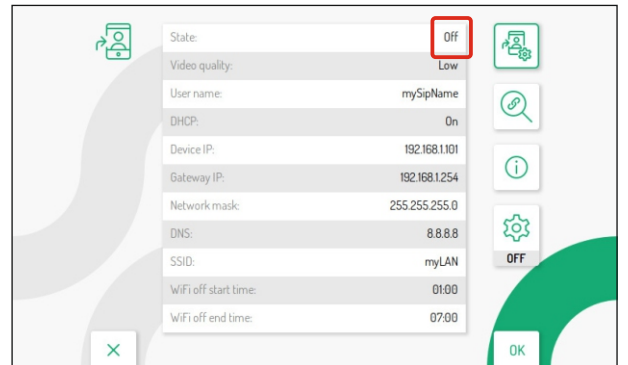 State: Off
Video quality: Low
User name: mySipName
DHCP: On
Device IP: 192.168.1.101
Gateway IP: 192.168.1.254
Network mask: 255.255.255.0
DNS: 8.8.8.8
SSID: myLAN
WiFi off start time: 01:00
WiFi off end time: 07:00
OFF
OK